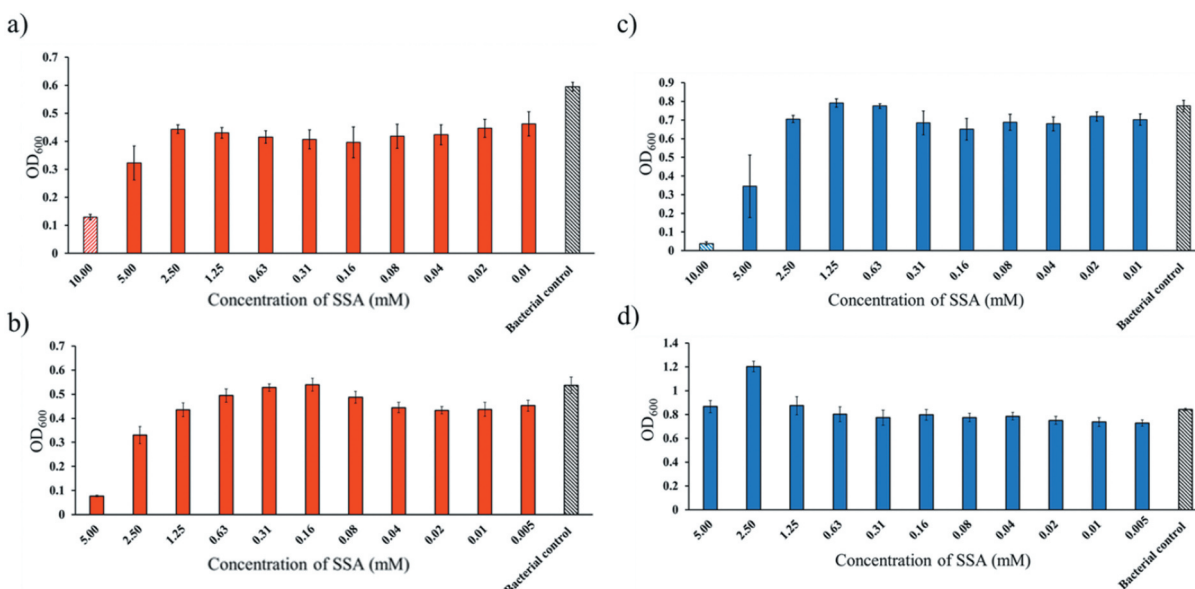 a)
0.7
0.6
0.5
0.4
0.3
0.2
0.1
0
OD600
10.00 5.00 2.50 1.25 0.63 0.31 0.16 0.08 0.04 0.02 0.01 Bacterial control
Concentration of SSA (mM)
b)
0.7
0.6
0.5
0.4
0.3
0.2
0.1
0
OD600
5.00 2.50 1.25 0.63 0.31 0.16 0.08 0.04 0.02 0.01 0.005 Bacterial control
Concentration of SSA (mM)
c)
0.9
0.8
0.7
0.6
0.5
0.4
0.3
0.2
0.1
0
OD600
10.00 5.00 2.50 1.25 0.63 0.31 0.16 0.08 0.04 0.02 0.01 Bacterial control
Concentration of SSA (mM)
d)
1.4
1.2
1
0.8
0.6
0.4
0.2
0
OD600
5.00 2.50 1.25 0.63 0.31 0.16 0.08 0.04 0.02 0.01 0.005 Bacterial control
Concentration of SSA (mM)